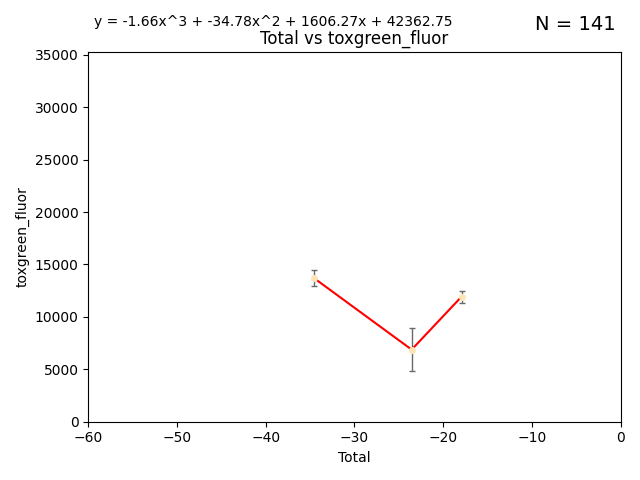 y = -1.66x^3 + -34.78x^2 + 1606.27x + 42362.75
N = 141
Total vs toxgreen_fluor
35000
30000
25000
20000
15000
10000
5000
0
toxgreen_fluor
−60 −50 −40 −30 −20 −10 0
Total